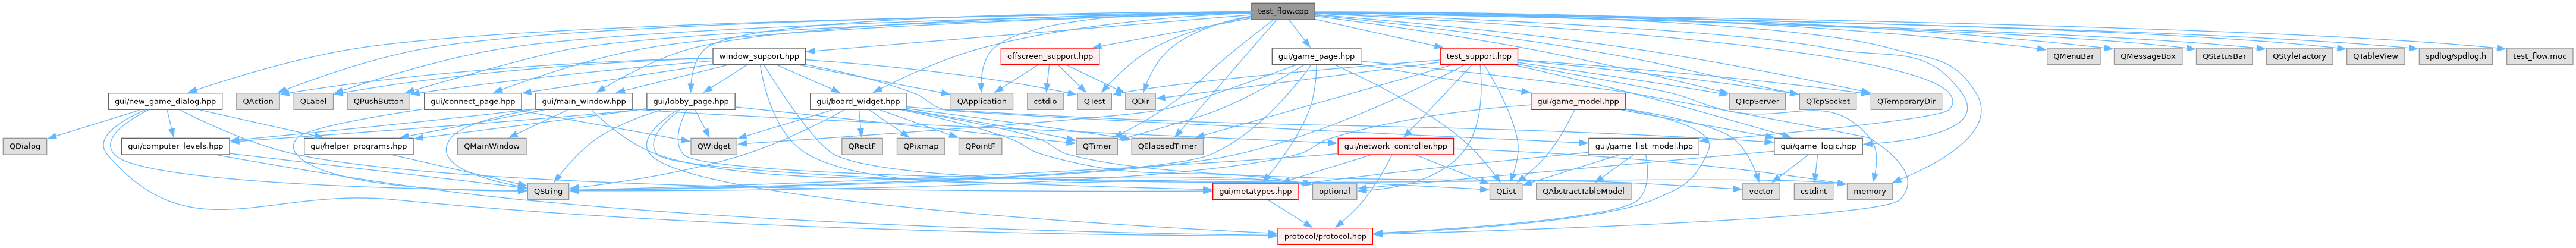 test_flow.cpp
window_support.hpp
offscreen_support.hpp
gui/game_page.hpp
test_support.hpp
QMenuBar
QMessageBox
QStatusBar
QStyleFactory
QTableView
spdlog/spdlog.h
test_flow.moc
gui/new_game_dialog.hpp
QAction
QLabel
QPushButton
gui/connect_page.hpp
gui/main_window.hpp
gui/lobby_page.hpp
gui/board_widget.hpp
QApplication
cstdio
QTest
QDir
gui/game_model.hpp
QTcpServer
QTcpSocket
QTemporaryDir
QDialog
gui/computer_levels.hpp
gui/helper_programs.hpp
QMainWindow
QWidget
QRectF
QPixmap
QPointF
QTimer
QElapsedTimer
gui/network_controller.hpp
gui/game_list_model.hpp
gui/game_logic.hpp
QString
gui/metatypes.hpp
optional
QList
QAbstractTableModel
vector
cstdint
memory
protocol/protocol.hpp